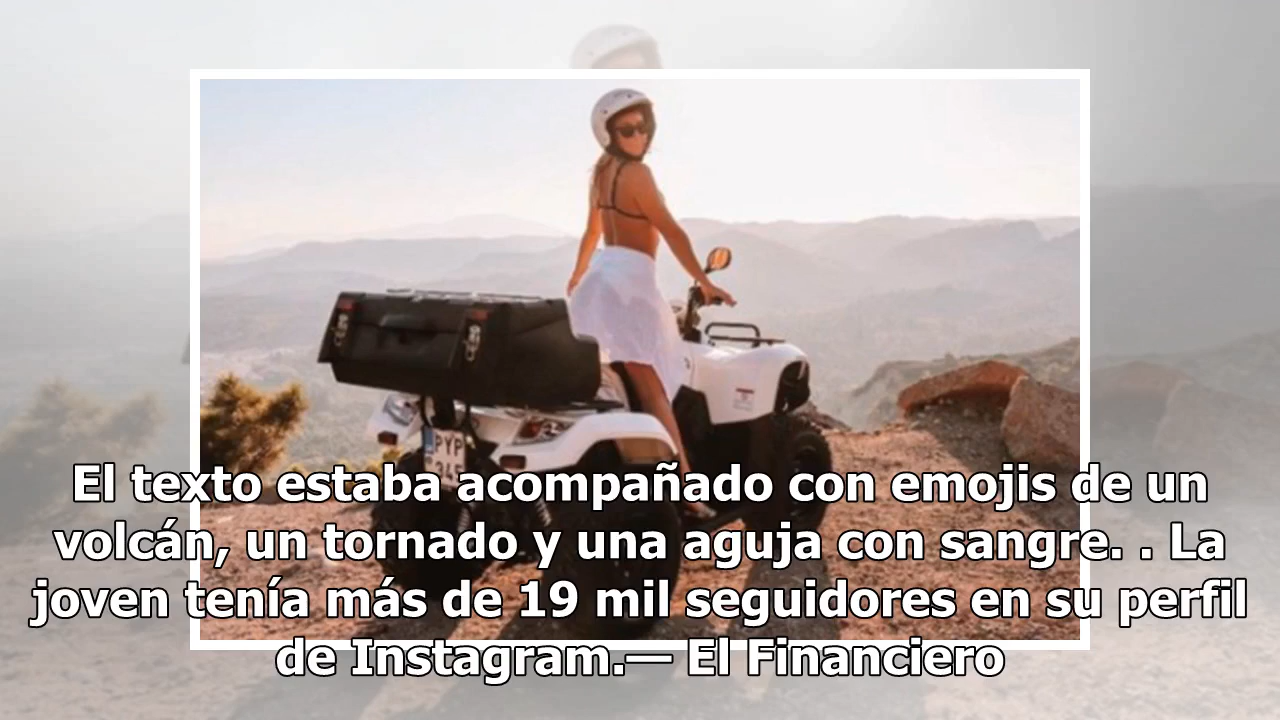 El texto estaba acompañado con emojis de un
volcán, un tornado y una aguja con sangre. . La
joven tenía más de 19 mil seguidores en su perfil
de Instagram.— El Financiero
PYP